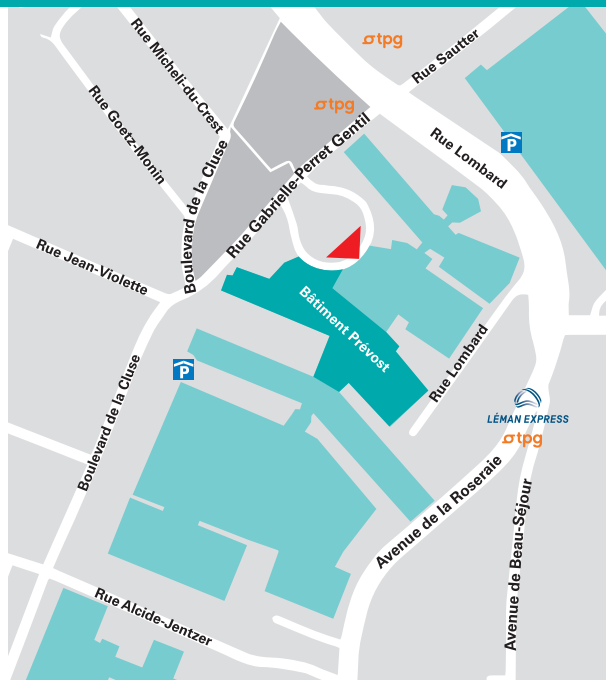 tpg
Rue Sautter
Rue Micheli-du-Crest
tpg
Rue Goetz-Monin
Rue Gabrielle-Perret Gentil
Rue Lombard
P
Boulevard de la Cluse
Rue Jean-Violette
Bâtiment Prévost
Rue Lombard
P
Boulevard de la Cluse
LÉMAN EXPRESS
tpg
Avenue de la Roseraie
Avenue de Beau-Séjour
Rue Alcide-Jentzer